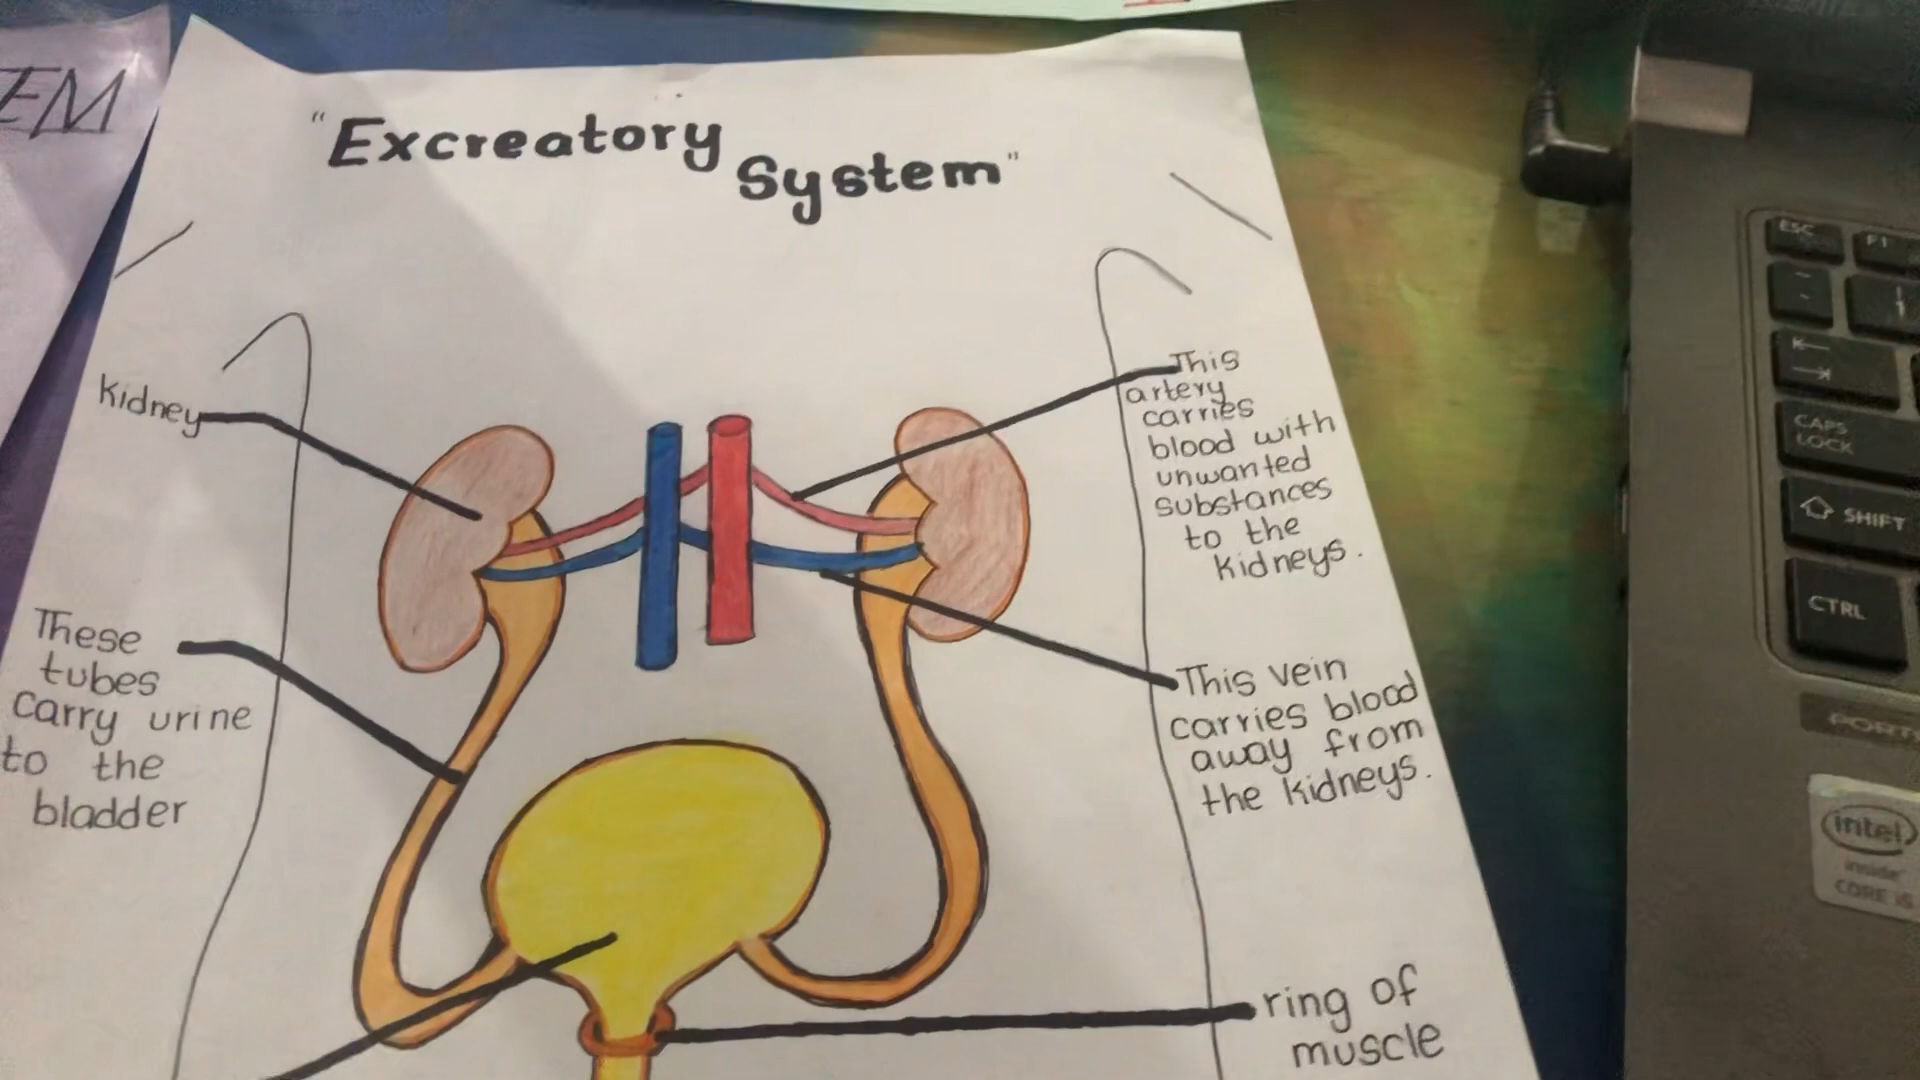 EM
"Excreatory
System"
Kidney
These
tubes
carry urine
to the
bladder
This
artery
carries
blood with
unwanted
substances
to the
kidneys.
This vein
carries blood
away from
the kidneys.
ring of
muscle
ESC
F1
CAPS
LOCK
SHIFT
CTRL
intel
inside
CORE i5